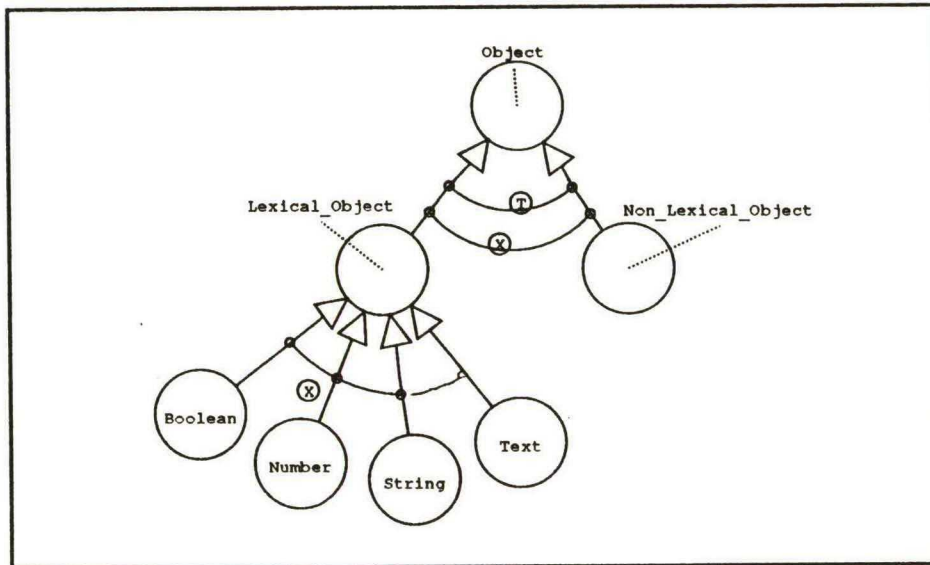 Object
Lexical_Object
T
Non_Lexical_Object
X
X
Boolean
Number
String
Text